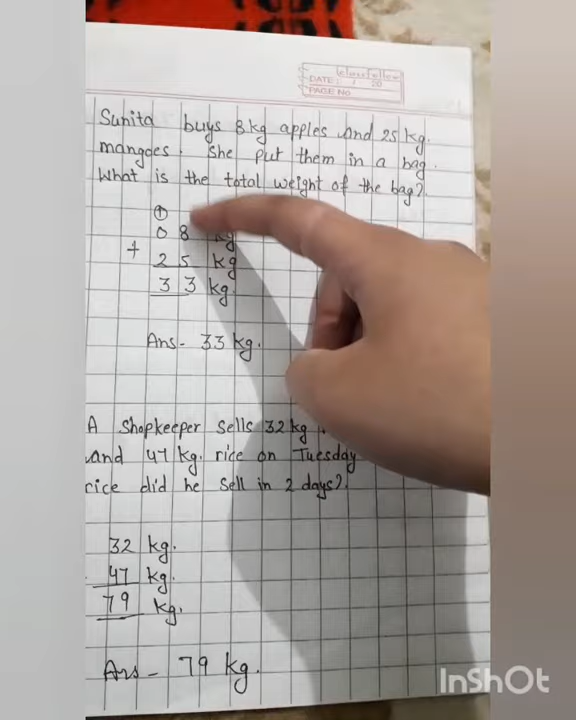 DATE: / / 20
PAGE No.
Sunita buys 8 kg apples and 25 kg.
mangoes. She put them in a bag.
What is the total weight of the bag?
1
0 8 kg
+ 2 5 kg
3 3 kg.
Ans- 33 kg.
A Shopkeeper sells 32 kg
and 47 kg. rice on Tuesday
rice did he sell in 2 days?
32 kg.
47 kg.
79 kg.
Ans - 79 kg.
InShOt